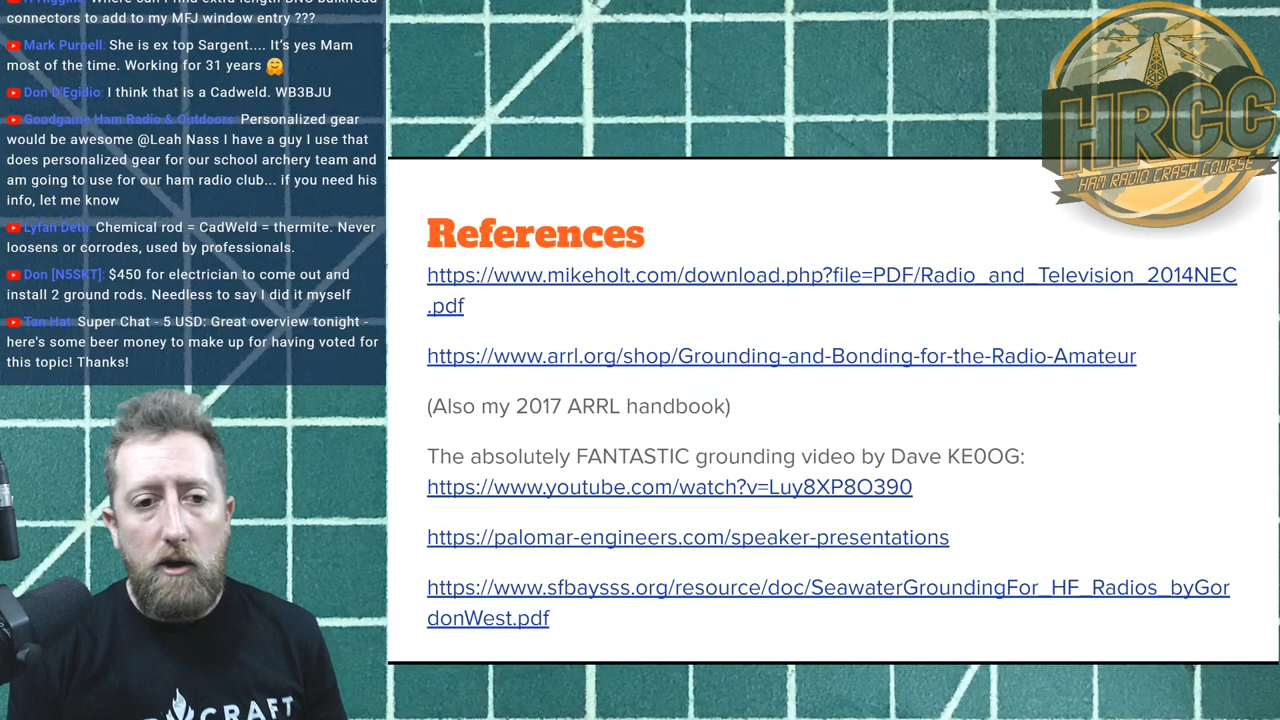 connectors to add to my MFJ window entry ???
Mark Purnell: She is ex top Sargent.... It's yes Mam
most of the time. Working for 31 years 🤗
Don D'Egidio: I think that is a Cadweld. WB3BJU
Goodgame Ham Radio & Outdoors: Personalized gear
would be awesome @Leah Nass I have a guy I use that
does personalized gear for our school archery team and
am going to use for our ham radio club... if you need his
info, let me know
Lyfan Deth: Chemical rod = CadWeld = thermite. Never
loosens or corrodes, used by professionals.
Don [N5SKT]: $450 for electrician to come out and
install 2 ground rods. Needless to say I did it myself
Tan Hat: Super Chat - 5 USD: Great overview tonight -
here's some beer money to make up for having voted for
this topic! Thanks!
HRCC
HAM RADIO CRASH COURSE
References
https://www.mikeholt.com/download.php?file=PDF/Radio_and_Television_2014NEC
.pdf
https://www.arrl.org/shop/Grounding-and-Bonding-for-the-Radio-Amateur
(Also my 2017 ARRL handbook)
The absolutely FANTASTIC grounding video by Dave KE0OG:
https://www.youtube.com/watch?v=Luy8XP8O390
https://palomar-engineers.com/speaker-presentations
https://www.sfbaysss.org/resource/doc/SeawaterGroundingFor_HF_Radios_byGor
donWest.pdf
CRAFT